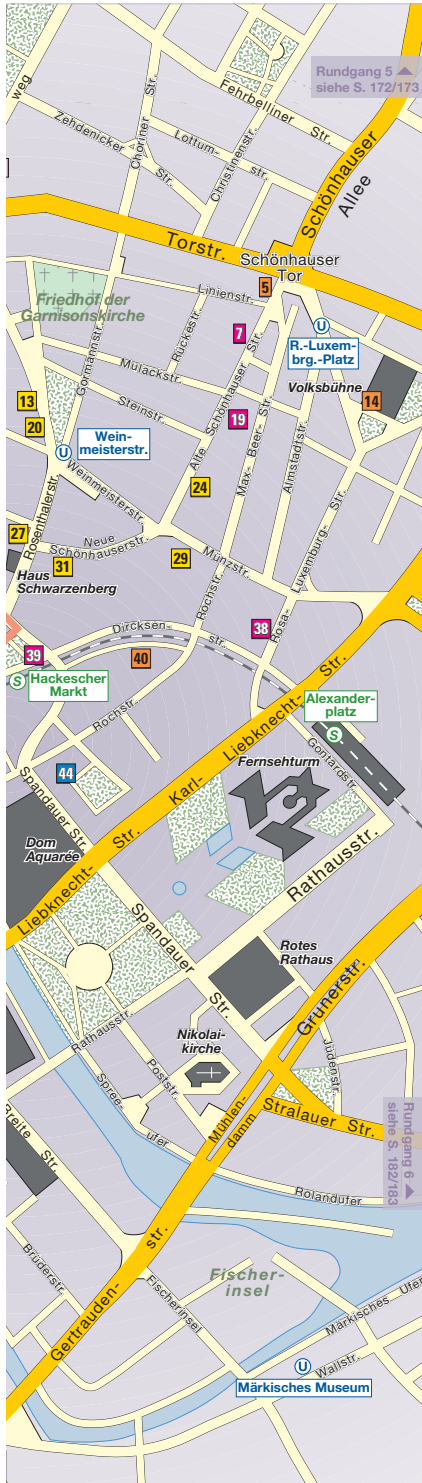 Rundgang 5
siehe S. 172/173
weg
Fehrbelliner Str.
Zehdenicker Str.
Choriner Str.
Lottum-
str.
Christinenstr.
Schönhauser
Allee
Torstr.
Schönhauser
Tor
5
Linienstr.
Friedhof der
Garnisonskirche
U
R.-Luxem-
brg.-Platz
7
Rückestr.
Gormannstr.
Mulackstr.
Volksbühne
14
13
20
Steinstr.
19
Alte Schönhauser Str.
Max-Beer-Str.
Almstadtstr.
U
Wein-
meisterstr.
Weinmeisterstr.
24
Rosenthalerstr.
27
Neue
Schönhauserstr.
31
29
Münzstr.
Rosa-Luxemburg-Str.
Haus
Schwarzenberg
Rochstr.
Dircksen-
str.
38
39
40
S
Hackescher
Markt
Rochstr.
Alexander-
platz
S
Gontardstr.
44
Fernsehturm
Karl-
Liebknecht-
Str.
Spandauer Str.
Dom
Aquarée
Liebknecht-
Str.
Rathausstr.
Spandauer
Str.
Rotes
Rathaus
Grunerstr.
Rathausstr.
Nikolai-
kirche
Poststr.
Jüdenstr.
Spree-
ufer
Mühlen-
damm
Stralauer Str.
Rundgang 6
siehe S. 182/183
Breite Str.
Rolandufer
Brüderstr.
Gertrauden-
str.
Fischerinsel
Fischer-
insel
Märkisches Ufer
Wallstr.
U
Märkisches Museum